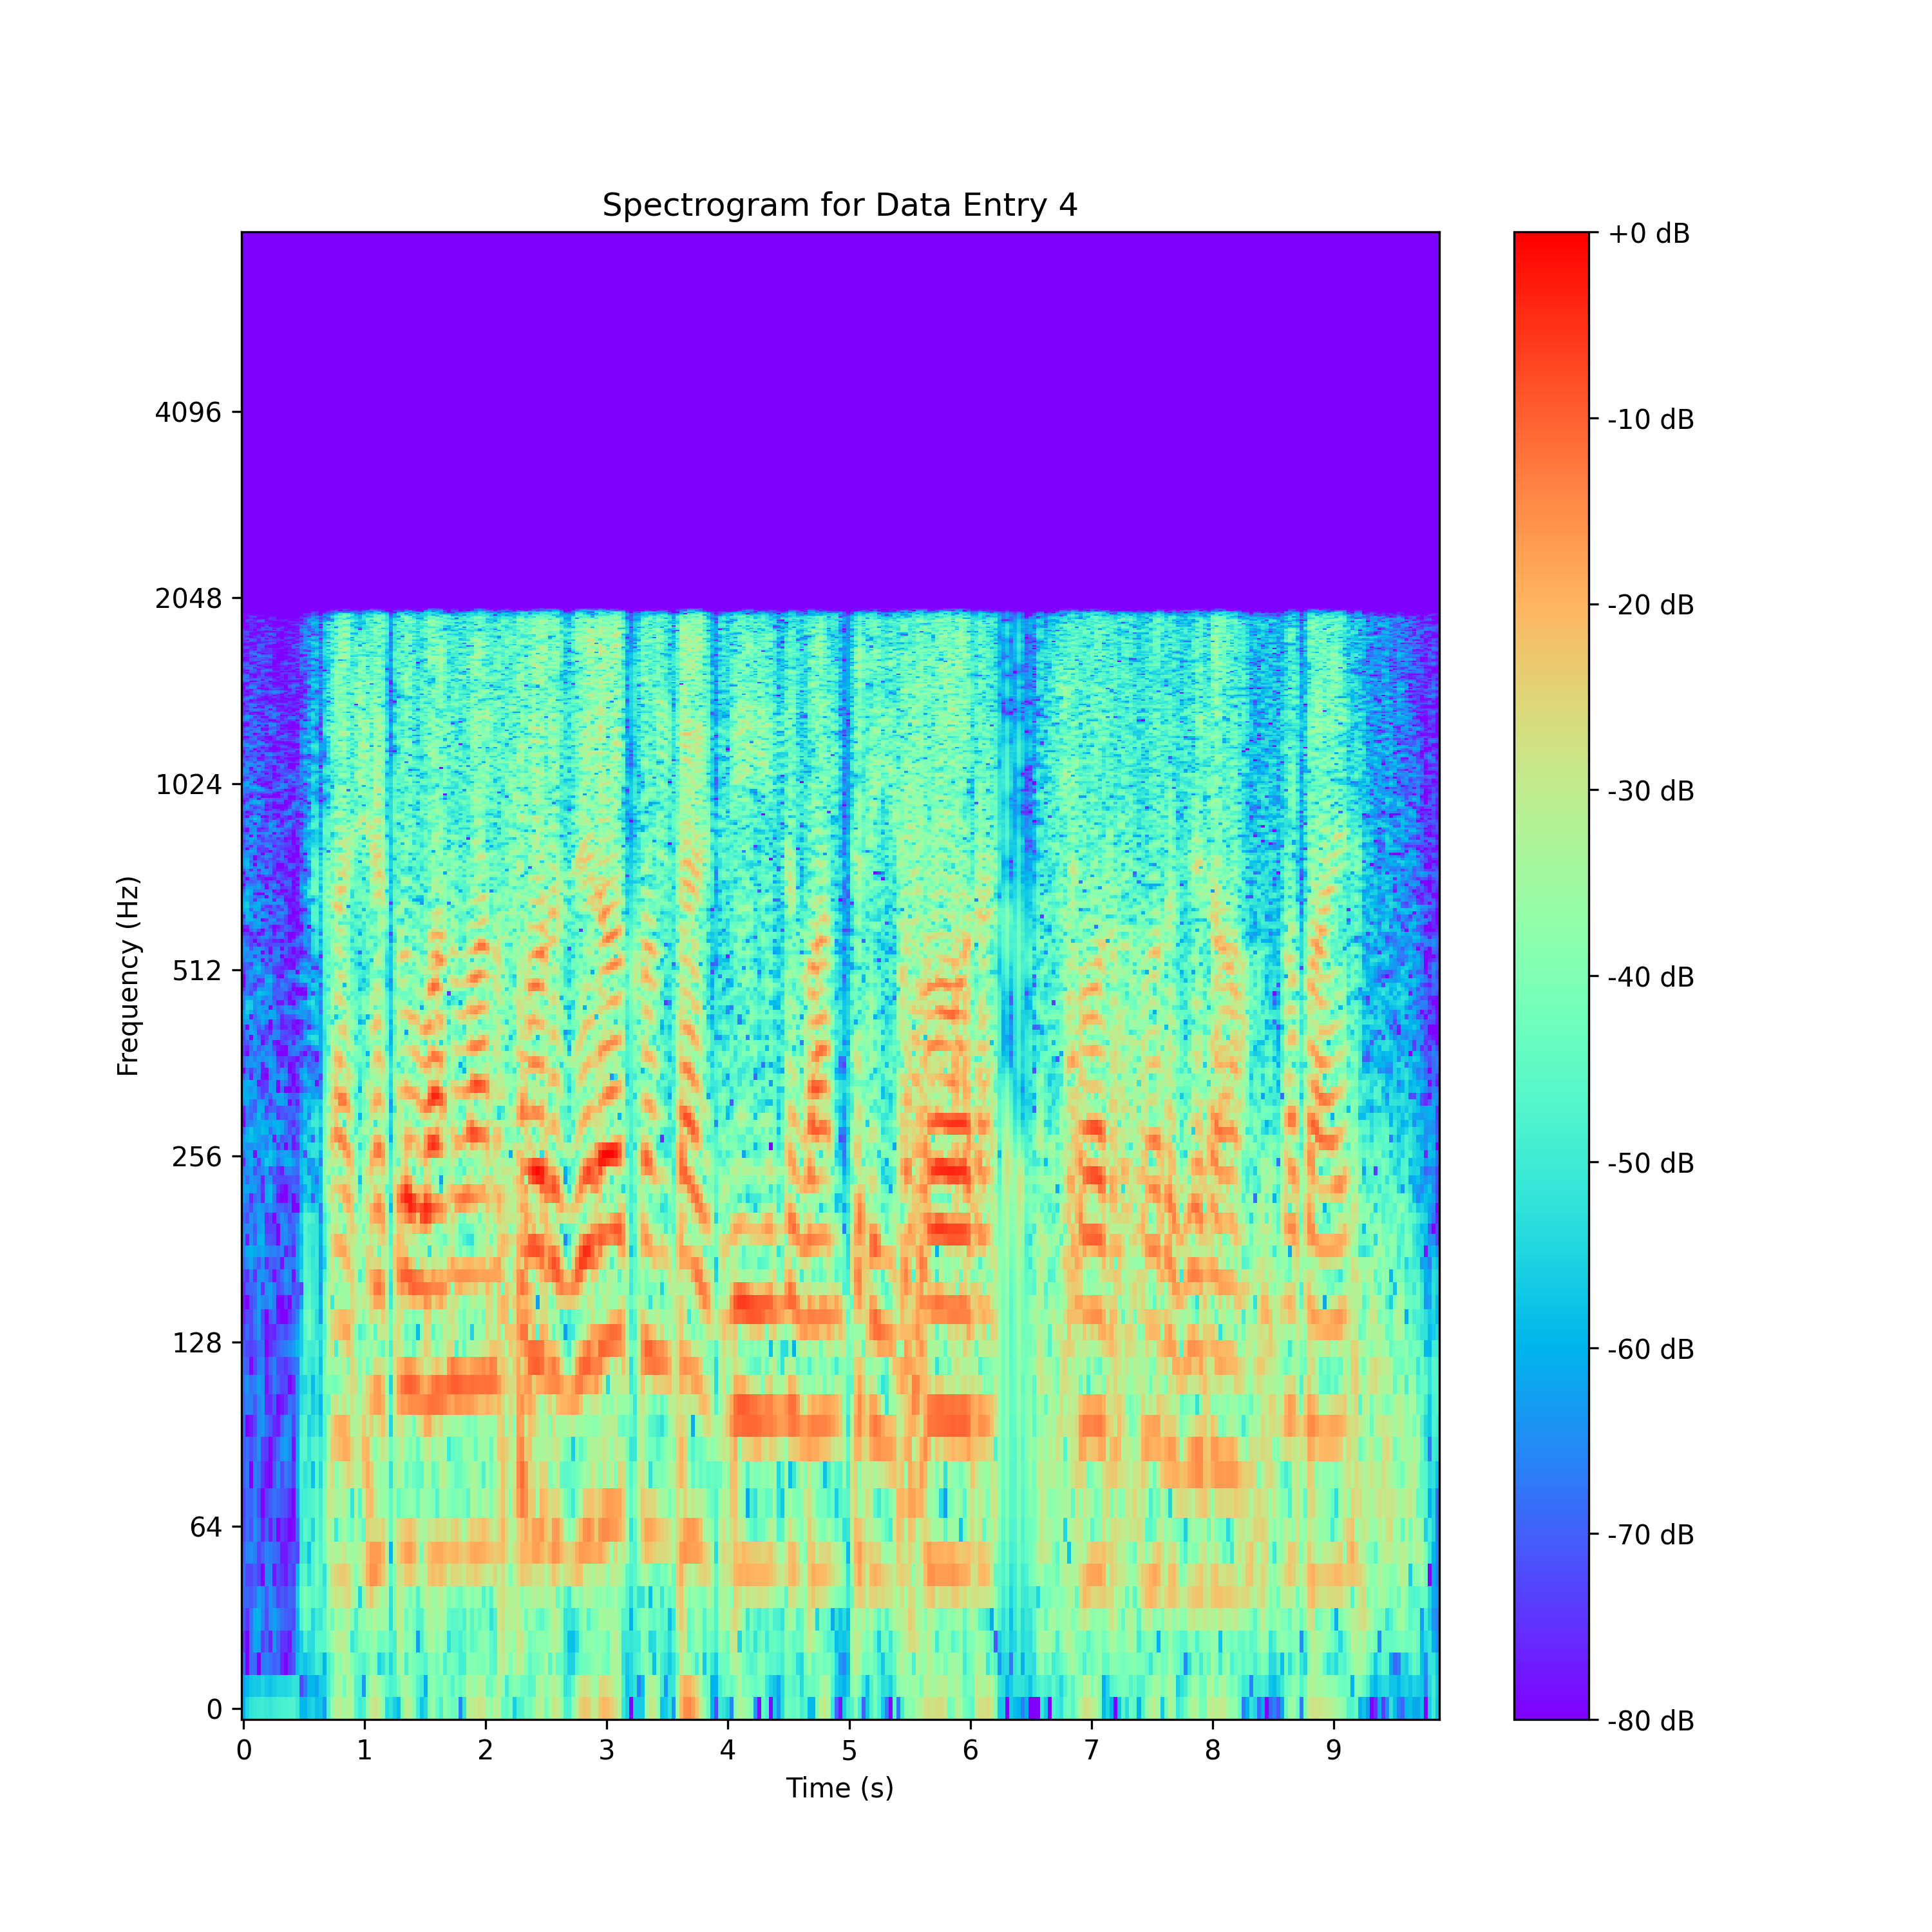 Spectrogram for Data Entry 4
+0 dB
-10 dB
-20 dB
-30 dB
-40 dB
-50 dB
-60 dB
-70 dB
-80 dB
Frequency (Hz)
4096
2048
1024
512
256
128
64
0
0 1 2 3 4 5 6 7 8 9
Time (s)